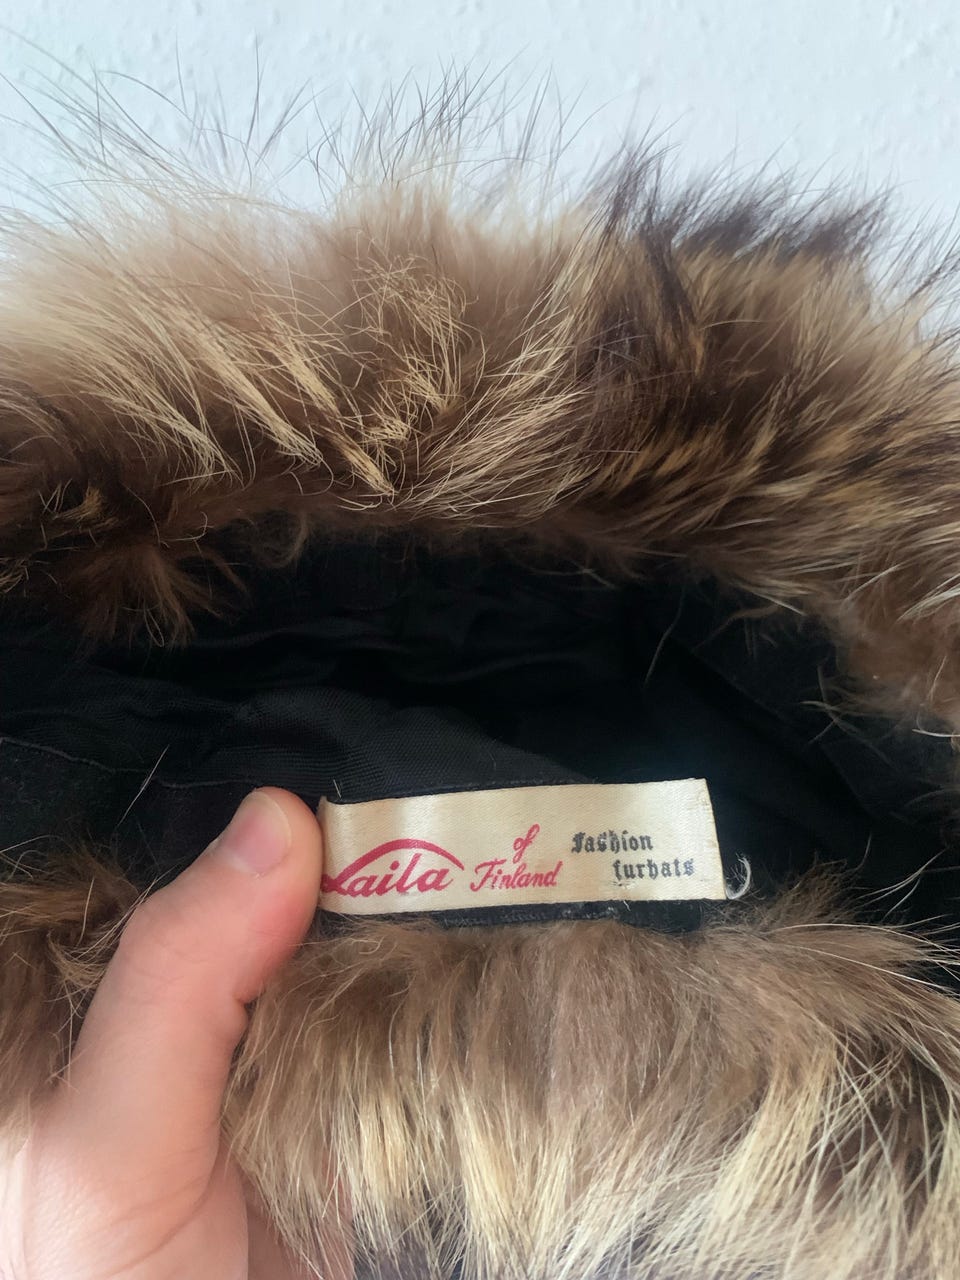 Laila of Finland
fashion
furhats